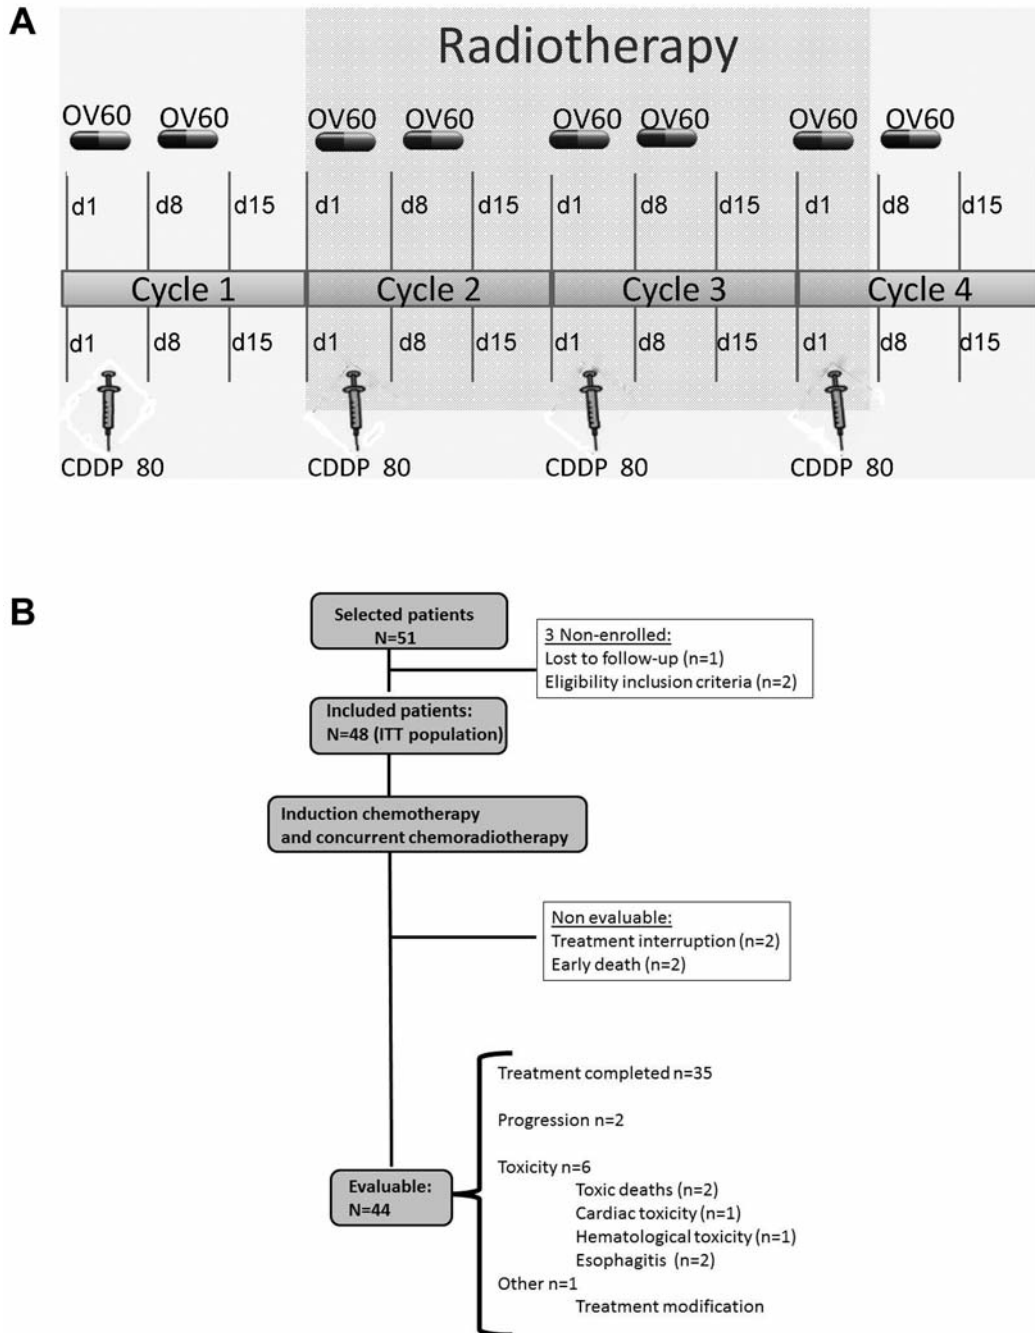 A
Radiotherapy
OV60 OV60 OV60 OV60 OV60 OV60 OV60 OV60
d1 d8 d15 d1 d8 d15 d1 d8 d15 d1 d8 d15
Cycle 1 Cycle 2 Cycle 3 Cycle 4
d1 d8 d15 d1 d8 d15 d1 d8 d15 d1 d8 d15
CDDP 80 CDDP 80 CDDP 80 CDDP 80
B
Selected patients
N=51
3 Non-enrolled:
Lost to follow-up (n=1)
Eligibility inclusion criteria (n=2)
Included patients:
N=48 (ITT population)
Induction chemotherapy
and concurrent chemoradiotherapy
Non evaluable:
Treatment interruption (n=2)
Early death (n=2)
Evaluable:
N=44
Treatment completed n=35
Progression n=2
Toxicity n=6
Toxic deaths (n=2)
Cardiac toxicity (n=1)
Hematological toxicity (n=1)
Esophagitis (n=2)
Other n=1
Treatment modification